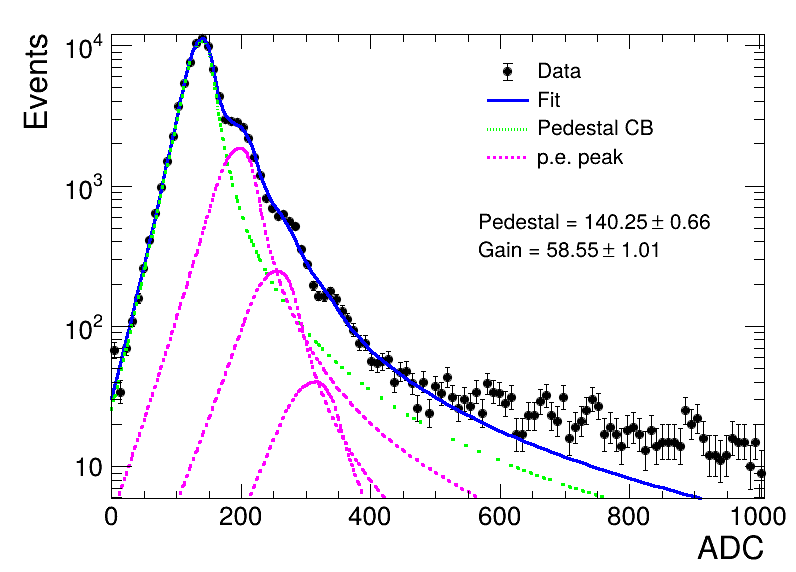 Events
10^4
10^3
10^2
10
Data
Fit
Pedestal CB
p.e. peak
Pedestal = 140.25 ± 0.66
Gain = 58.55 ± 1.01
0 200 400 600 800 1000
ADC